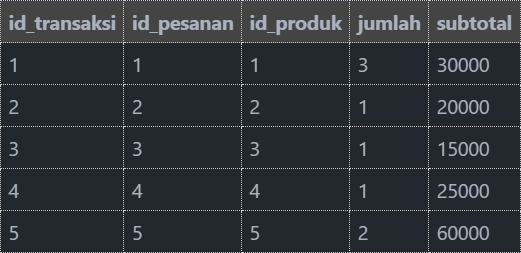 id_transaksi id_pesanan id_produk jumlah subtotal
1 1 1 3 30000
2 2 2 1 20000
3 3 3 1 15000
4 4 4 1 25000
5 5 5 2 60000